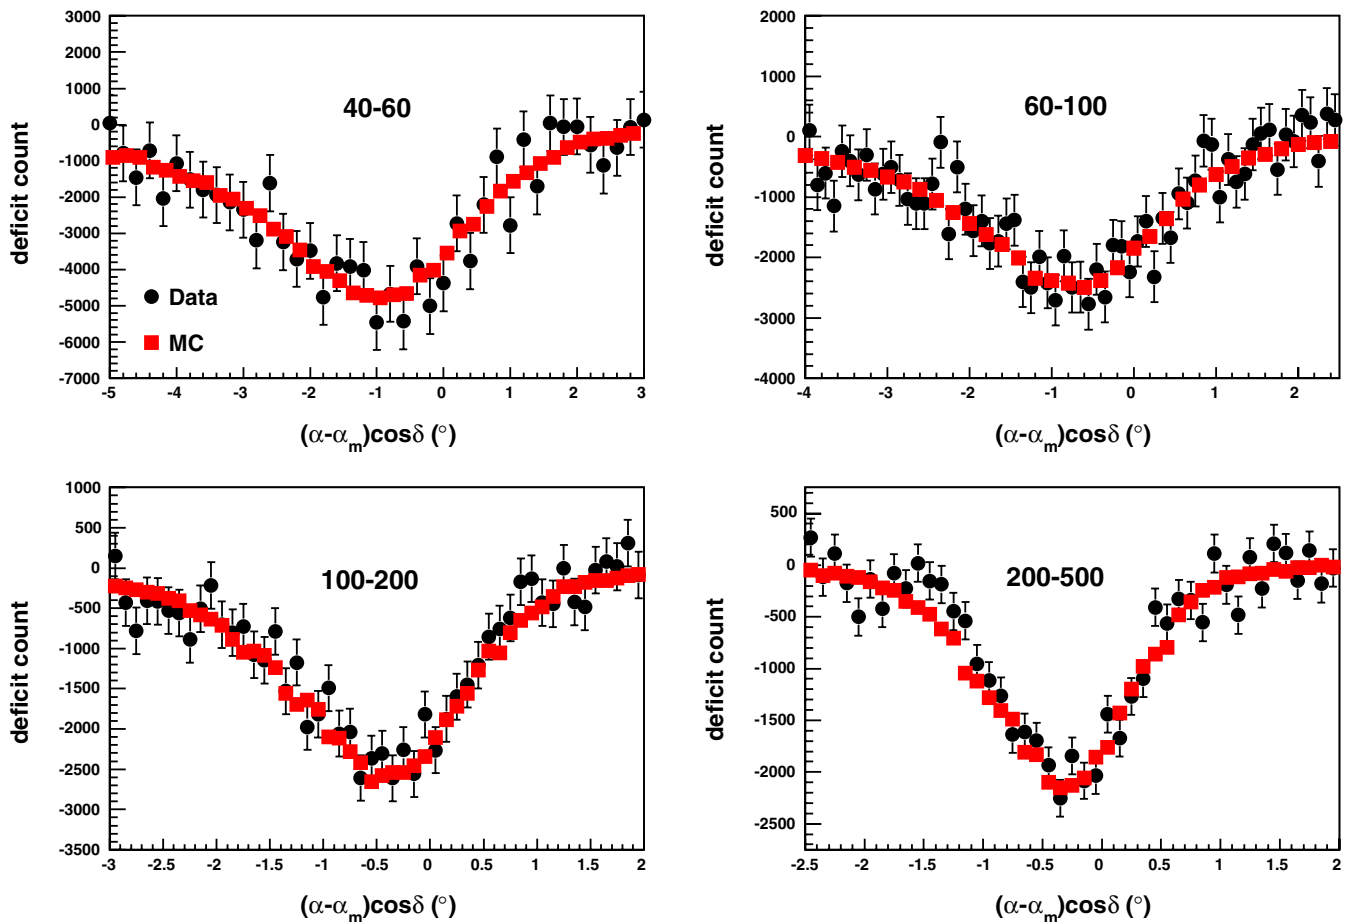 3000
2000
1000
0
-1000
-2000
-3000
-4000
-5000
-6000
-7000
deficit count
40-60
Data
MC
-5 -4 -3 -2 -1 0 1 2 3
(α-αm)cosδ (°)
2000
1000
0
-1000
-2000
-3000
-4000
deficit count
60-100
-4 -3 -2 -1 0 1 2
(α-αm)cosδ (°)
1000
500
0
-500
-1000
-1500
-2000
-2500
-3000
-3500
deficit count
100-200
-3 -2.5 -2 -1.5 -1 -0.5 0 0.5 1 1.5 2
(α-αm)cosδ (°)
500
0
-500
-1000
-1500
-2000
-2500
deficit count
200-500
-2.5 -2 -1.5 -1 -0.5 0 0.5 1 1.5 2
(α-αm)cosδ (°)